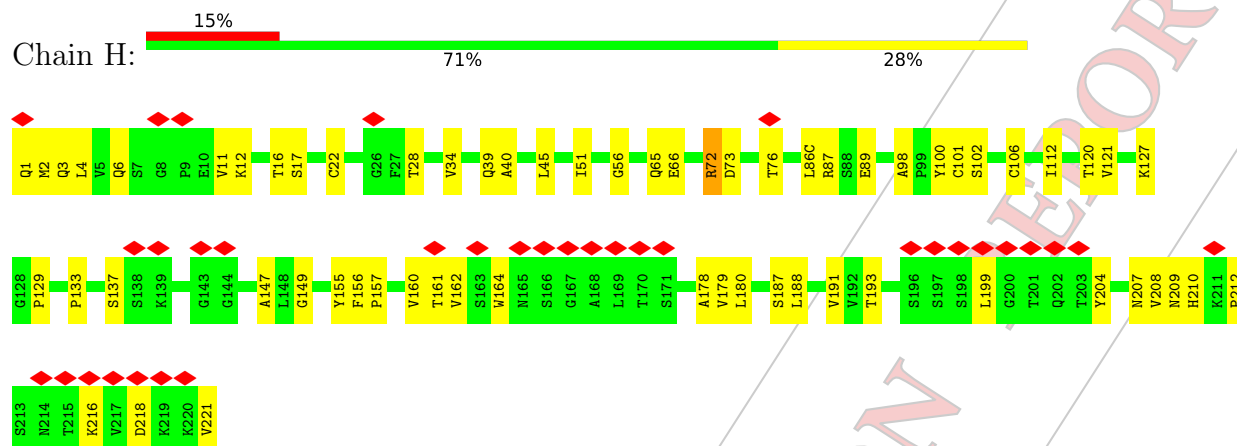 15%
Chain H:
71% 28%
Q1 M2 Q3 L4 V5 Q6 S7 G8 P9 E10 V11 K12 T16 S17 C22 G26 F27 T28 V34 Q39 A40 L45 I51 G56 Q65 E66 R72 D73 T76 L86C R87 S88 E89 A98 P99 Y100 C101 S102 C106 I112 T120 V121 K127
G128 P129 P133 S137 S138 K139 G143 G144 A147 L148 G149 Y155 F156 P157 V160 T161 V162 S163 W164 N165 S166 G167 A168 L169 T170 S171 A178 V179 L180 S187 L188 V191 V192 T193 S196 S197 S198 L199 G200 T201 Q202 T203 Y204 N207 V208 N209 H210 K211 P212
S213 N214 T215 K216 V217 D218 K219 K220 V221